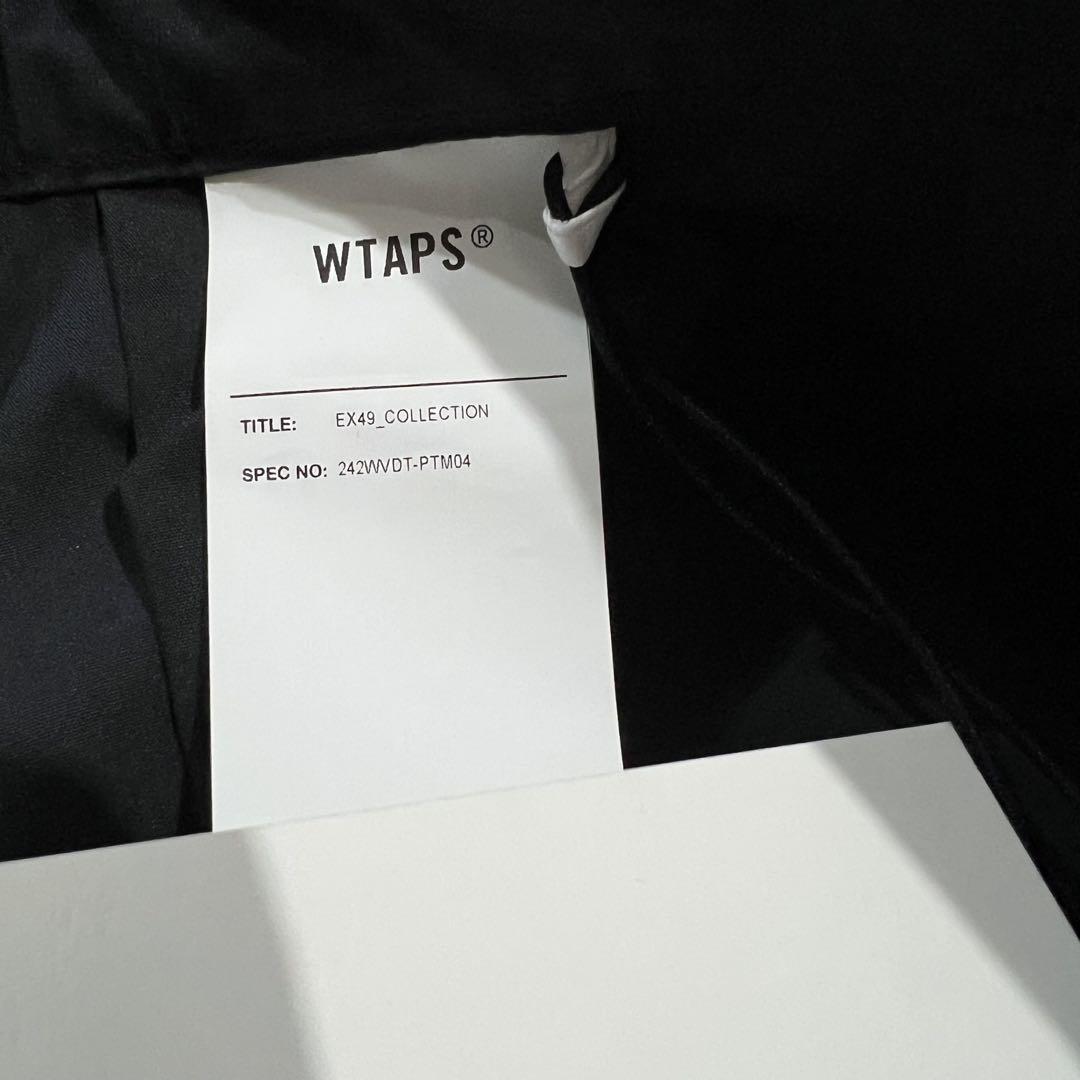 WTAPS®
TITLE: EX49_COLLECTION
SPEC NO: 242WVDT-PTM04